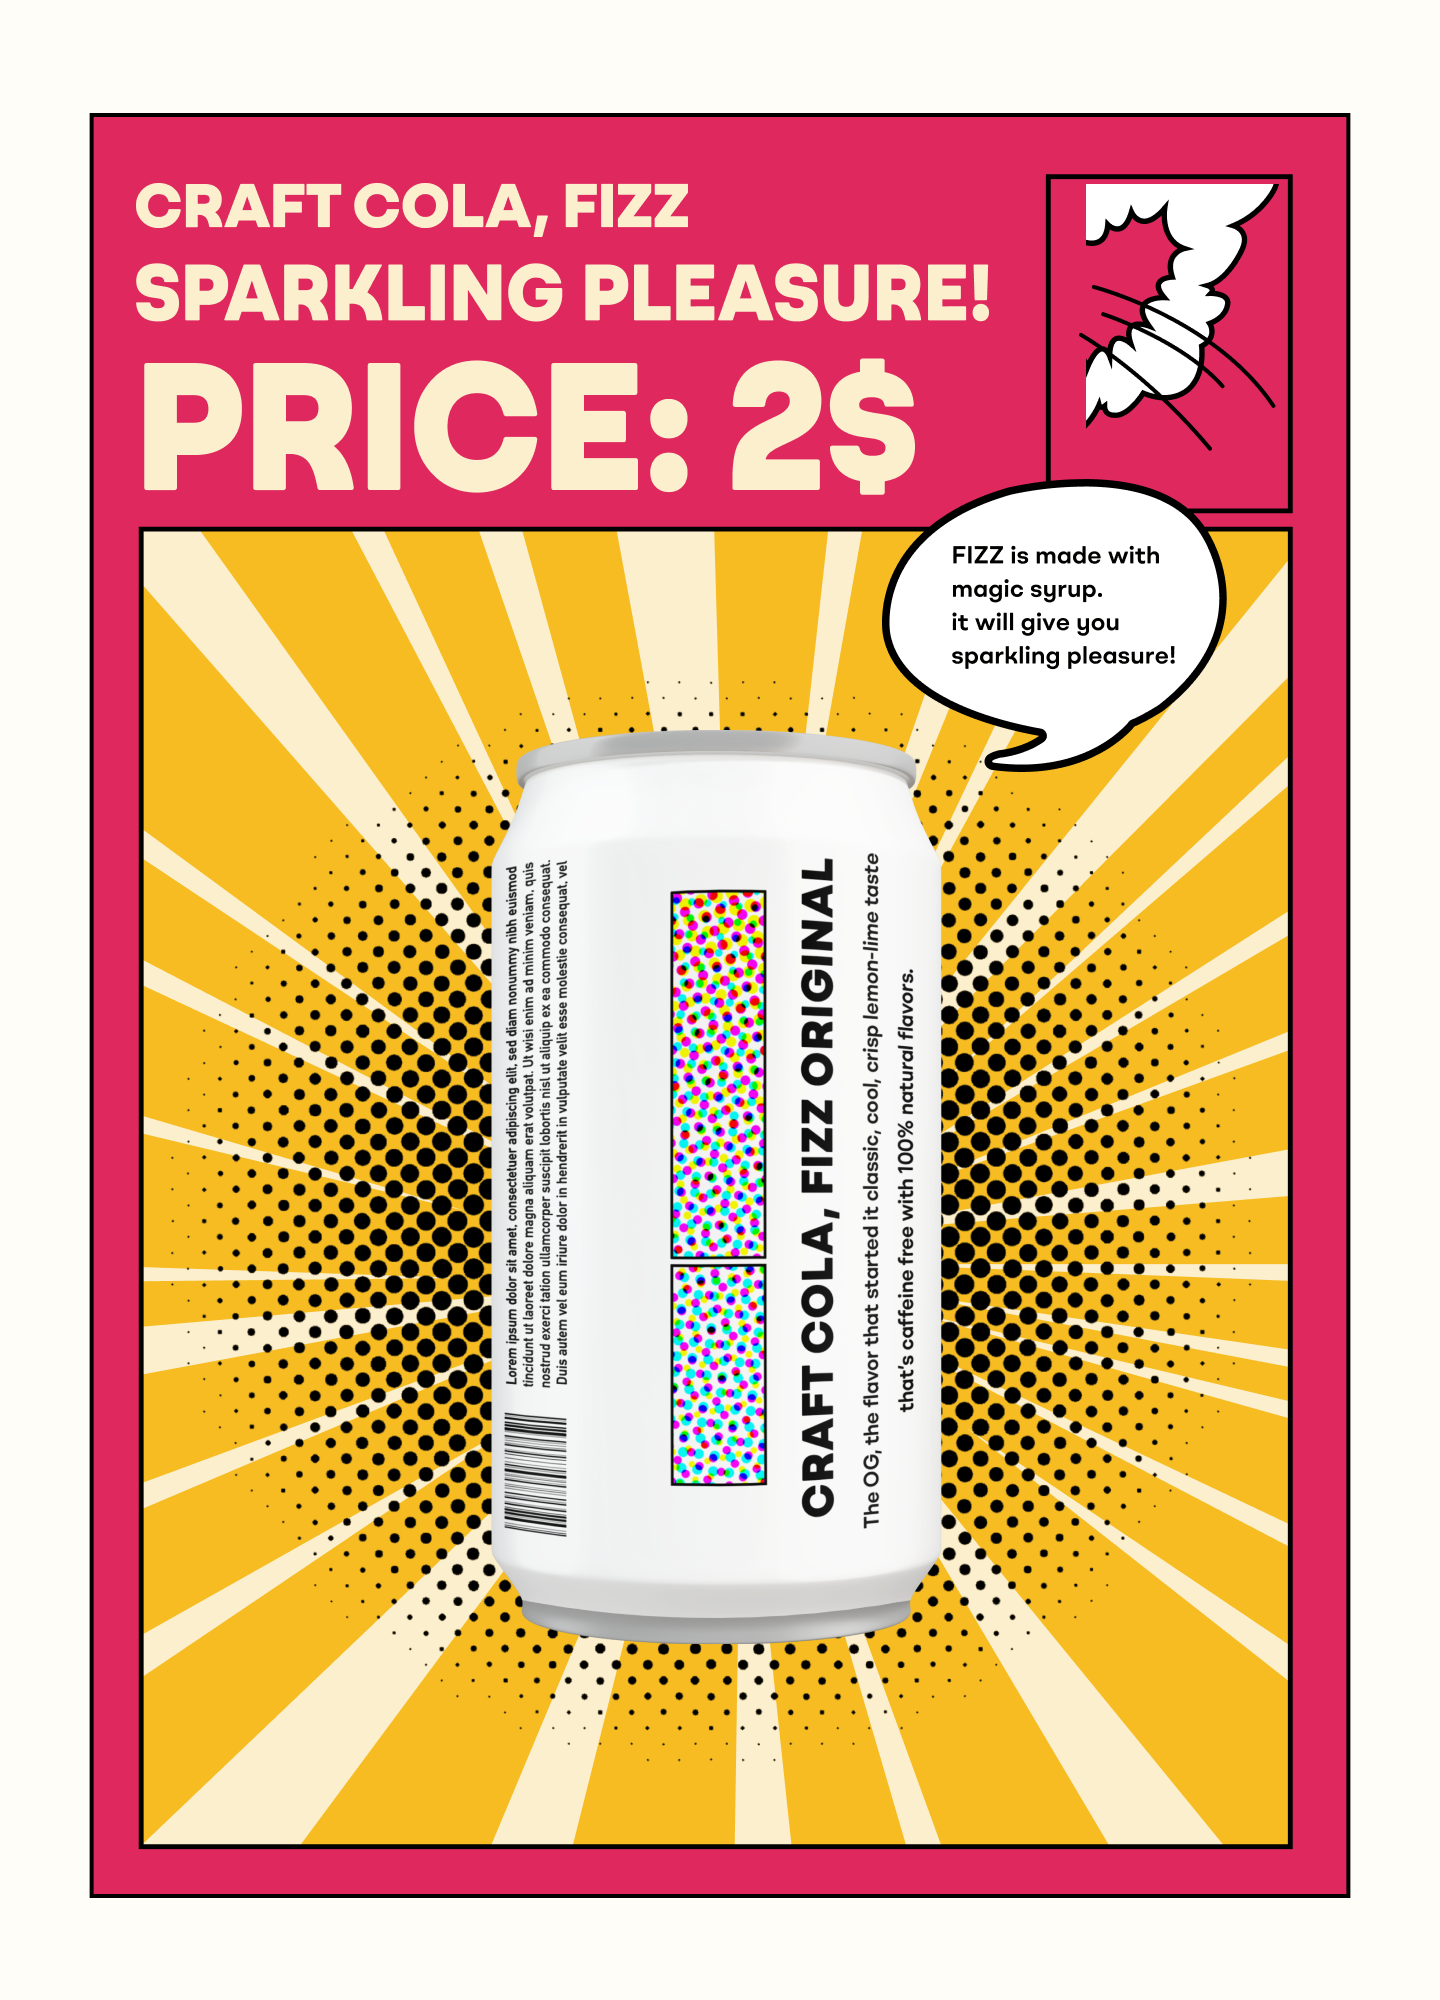 CRAFT COLA, FIZZ
SPARKLING PLEASURE!
PRICE: 2$
FIZZ is made with
magic syrup.
it will give you
sparkling pleasure!
Lorem ipsum dolor sit amet, consectetuer adipiscing elit, sed diam nonummy nibh euismod
tincidunt ut laoreet dolore magna aliquam erat volutpat. Ut wisi enim ad minim veniam, quis
nostrud exerci tation ullamcorper suscipit lobortis nisl ut aliquip ex ea commodo consequat.
Duis autem vel eum iriure dolor in hendrerit in vulputate velit esse molestie consequat, vel
CRAFT COLA, FIZZ ORIGINAL
The OG, the flavor that started it classic, cool, crisp lemon-lime taste
that's caffeine free with 100% natural flavors.